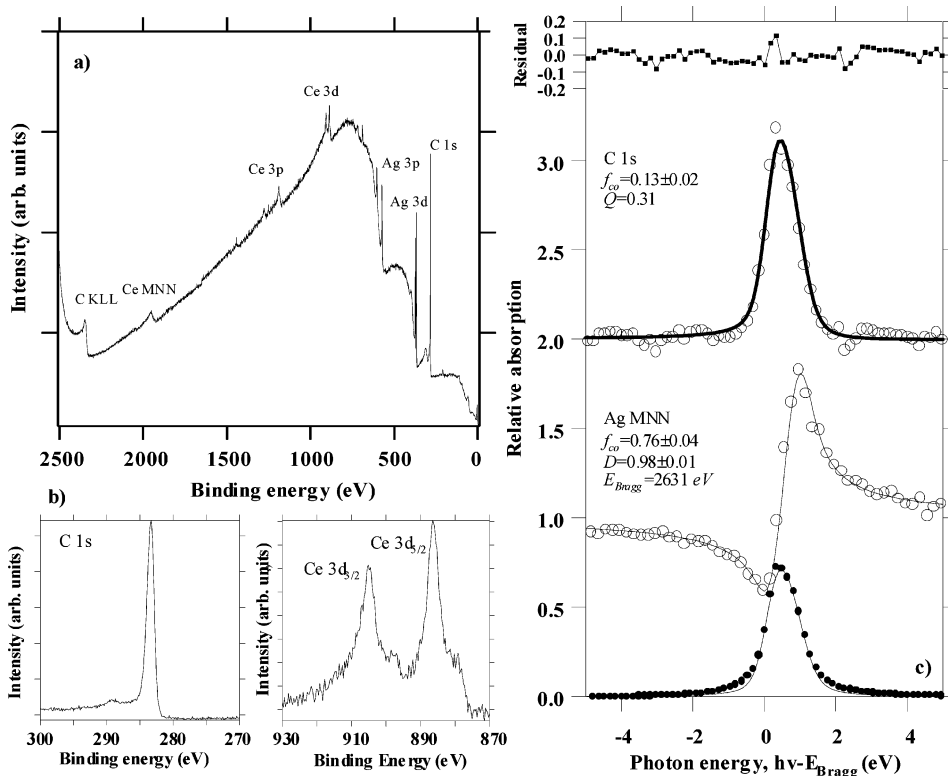 a)
Intensity (arb. units)
Ce 3d
C 1s
Ce 3p
Ag 3p
Ag 3d
C KLL
Ce MNN
2500 2000 1500 1000 500 0
Binding energy (eV)
b)
C 1s
Intensity (arb. units)
300 290 280 270
Binding energy (eV)
Ce 3d5/2
Ce 3d3/2
Intensity (arb. units)
930 910 890 870
Binding Energy (eV)
Residual
0.2
0.1
0.0
-0.1
-0.2
Relative absorption
3.0
2.5
2.0
1.5
1.0
0.5
0.0
C 1s
fco=0.13±0.02
Q=0.31
Ag MNN
fco=0.76±0.04
D=0.98±0.01
EBragg=2631 eV
c)
-4 -2 0 2 4
Photon energy, hν-EBragg (eV)